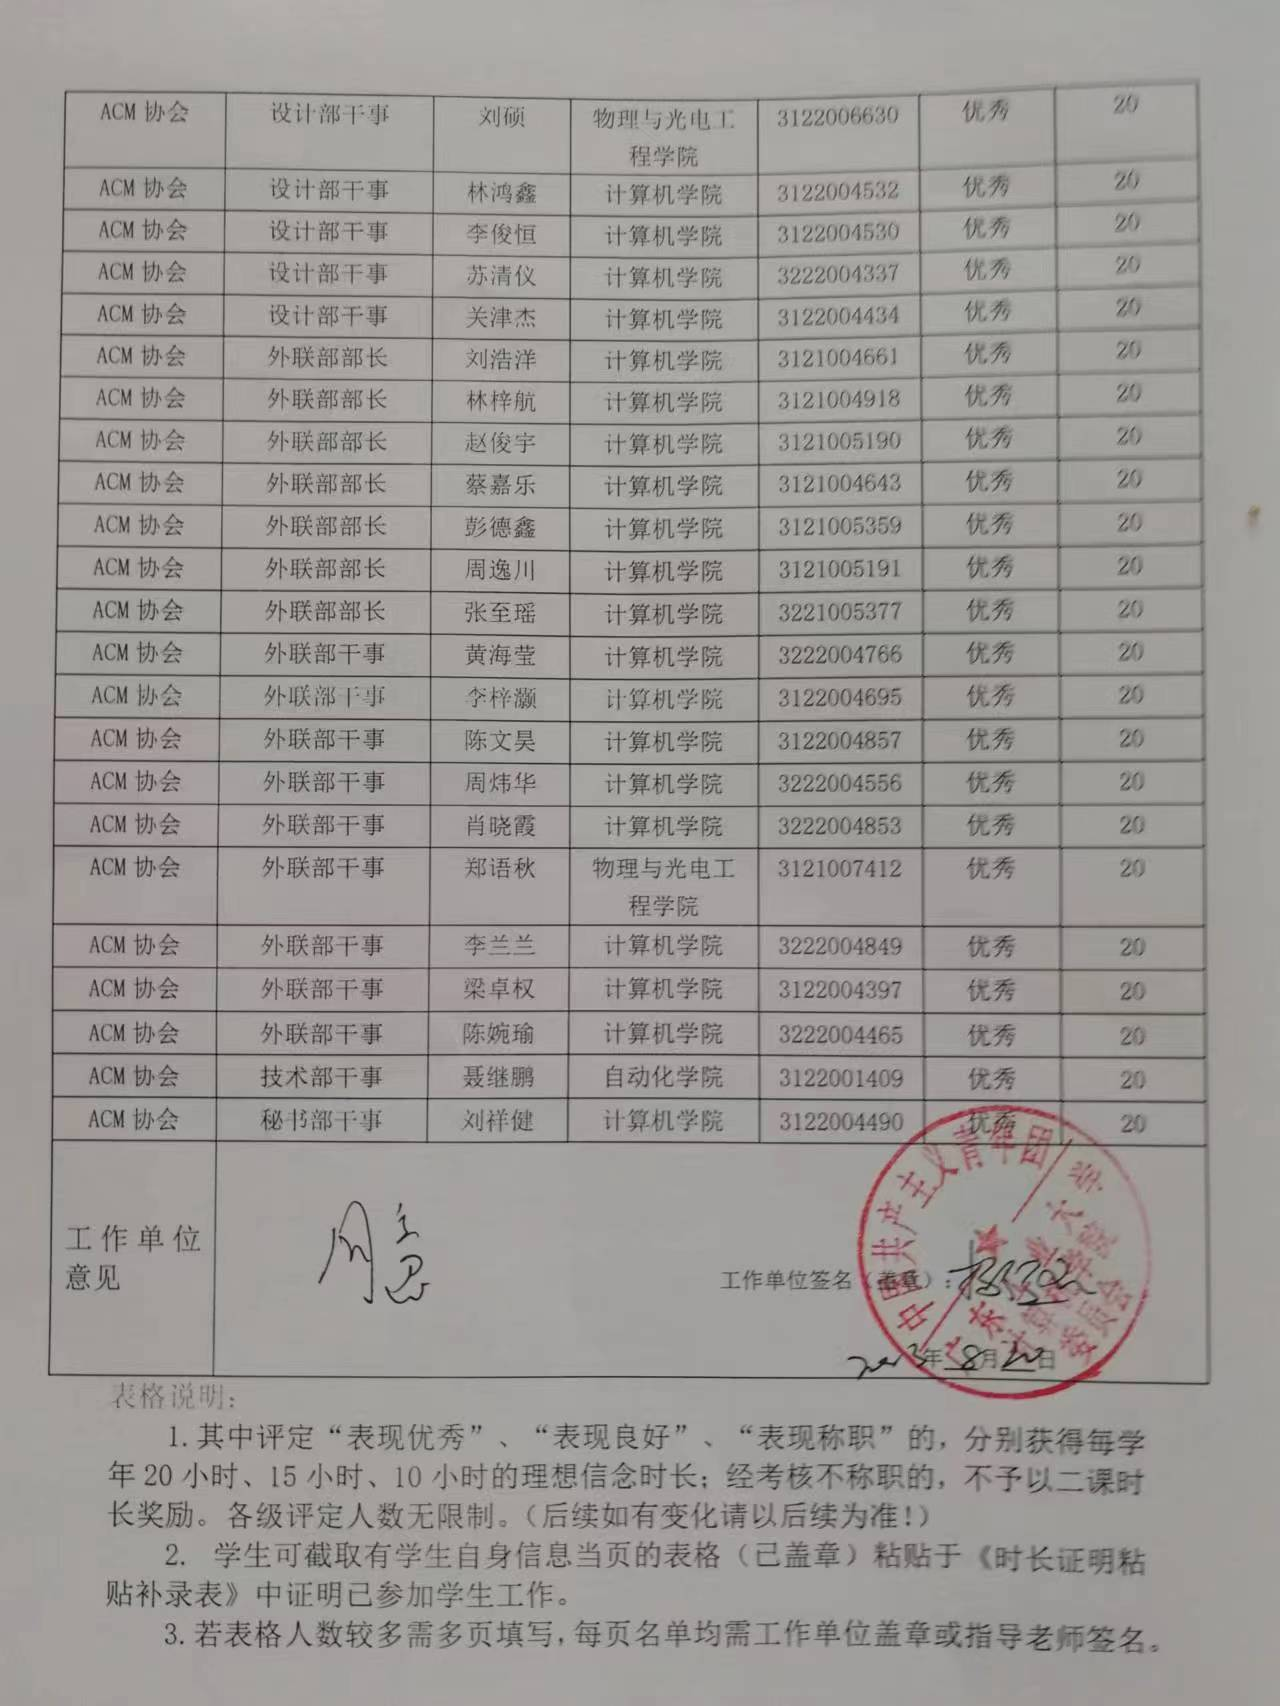 ACM 协会 设计部干事 刘硕 物理与光电工 3122006630 优秀 20
程学院
ACM 协会 设计部干事 林鸿鑫 计算机学院 3122004532 优秀 20
ACM 协会 设计部干事 李俊恒 计算机学院 3122004530 优秀 20
ACM 协会 设计部干事 苏清仪 计算机学院 3222004337 优秀 20
ACM 协会 设计部干事 关津杰 计算机学院 3122004434 优秀 20
ACM 协会 外联部部长 刘浩洋 计算机学院 3121004661 优秀 20
ACM 协会 外联部部长 林梓航 计算机学院 3121004918 优秀 20
ACM 协会 外联部部长 赵俊宇 计算机学院 3121005190 优秀 20
ACM 协会 外联部部长 蔡嘉乐 计算机学院 3121004643 优秀 20
ACM 协会 外联部部长 彭德鑫 计算机学院 3121005359 优秀 20
ACM 协会 外联部部长 周逸川 计算机学院 3121005191 优秀 20
ACM 协会 外联部部长 张至瑶 计算机学院 3221005377 优秀 20
ACM 协会 外联部干事 黄海莹 计算机学院 3222004766 优秀 20
ACM 协会 外联部干事 李梓灏 计算机学院 3122004695 优秀 20
ACM 协会 外联部干事 陈文昊 计算机学院 3122004857 优秀 20
ACM 协会 外联部干事 周炜华 计算机学院 3222004556 优秀 20
ACM 协会 外联部干事 肖晓霞 计算机学院 3222004853 优秀 20
ACM 协会 外联部干事 郑语秋 物理与光电工 3121007412 优秀 20
程学院
ACM 协会 外联部干事 李兰兰 计算机学院 3222004849 优秀 20
ACM 协会 外联部干事 梁卓权 计算机学院 3122004397 优秀 20
ACM 协会 外联部干事 陈婉瑜 计算机学院 3222004465 优秀 20
ACM 协会 技术部干事 聂继鹏 自动化学院 3122001409 优秀 20
ACM 协会 秘书部干事 刘祥健 计算机学院 3122004490 优秀 20
工作单位
意见
同意
工作单位签名（盖章）：
中国共产主义青年团
2023年 8月 20日
表格说明：
1.其中评定“表现优秀”、“表现良好”、“表现称职”的，分别获得每学
年20小时、15小时、10小时的理想信念时长；经考核不称职的，不予以二课时
长奖励。各级评定人数无限制。（后续如有变化请以后续为准！）
2. 学生可截取有学生自身信息当页的表格（已盖章）粘贴于《时长证明粘
贴补录表》中证明已参加学生工作。
3.若表格人数较多需多页填写，每页名单均需工作单位盖章或指导老师签名。